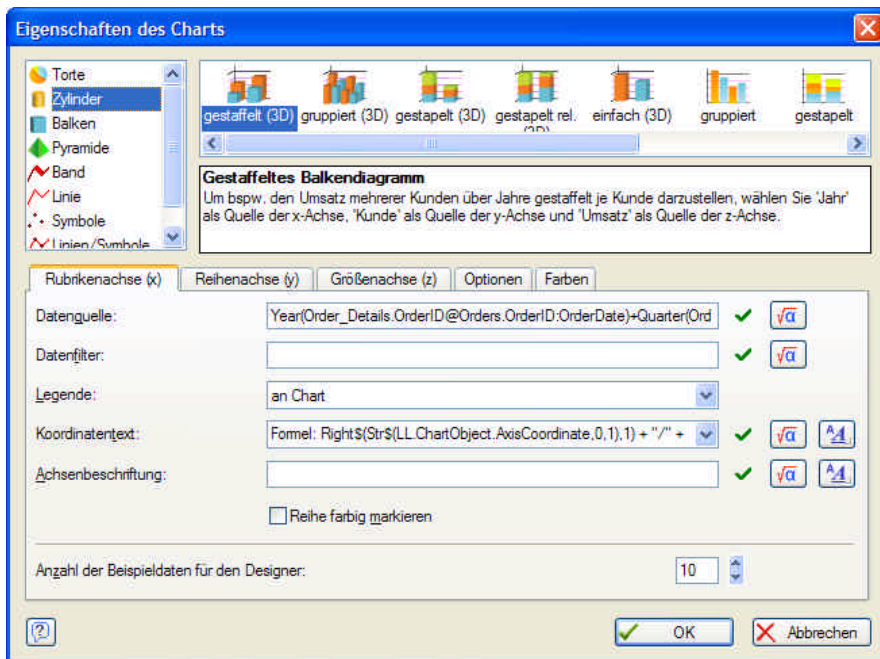 Eigenschaften des Charts
Torte
Zylinder
Balken
Pyramide
Band
Linie
Symbole
Linien/Symbole
gestaffelt (3D)
gruppiert (3D)
gestapelt (3D)
gestapelt rel. (3D)
einfach (3D)
gruppiert
gestapelt
Gestaffeltes Balkendiagramm
Um bspw. den Umsatz mehrerer Kunden über Jahre gestaffelt je Kunde darzustellen, wählen Sie 'Jahr'
als Quelle der x-Achse, 'Kunde' als Quelle der y-Achse und 'Umsatz' als Quelle der z-Achse.
Rubrikenachse (x)
Reihenachse (y)
Größenachse (z)
Optionen
Farben
Datenquelle:
Year(Order_Details.OrderID@Orders.OrderID:OrderDate)+Quarter(Ord
Datenfilter:
Legende:
an Chart
Koordinatentext:
Formel: Right$(Str$(LL.ChartObject.AxisCoordinate,0,1),1) + "/" +
Achsenbeschriftung:
Reihe farbig markieren
Anzahl der Beispieldaten für den Designer:
10
OK
Abbrechen